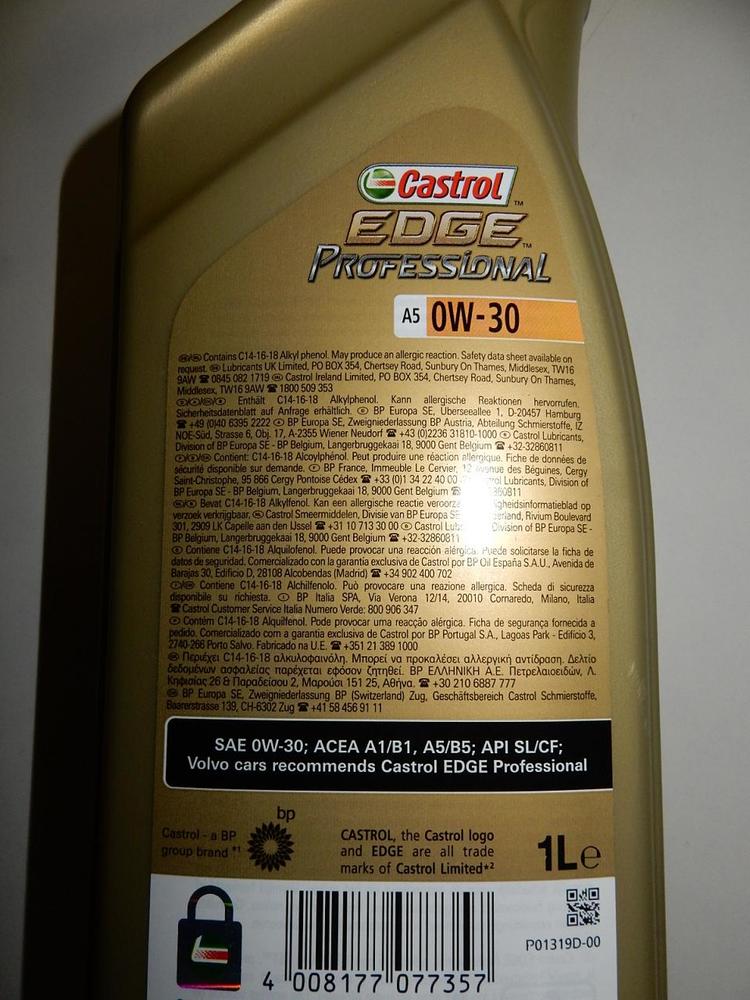 Castrol™
EDGE™
PROFESSIONAL
A5 0W-30
Contains C14-16-18 Alkyl phenol. May produce an allergic reaction. Safety data sheet available on
request. Lubricants UK Limited, PO BOX 354, Chertsey Road, Sunbury On Thames, Middlesex, TW16
9AW ☎ 0845 082 1719 Castrol Ireland Limited, PO BOX 354, Chertsey Road, Sunbury On Thames,
Middlesex, TW16 9AW ☎ 1800 509 353
Enthält C14-16-18 Alkylphenol. Kann allergische Reaktionen hervorrufen.
Sicherheitsdatenblatt auf Anfrage erhältlich. BP Europa SE, Überseeallee 1, D-20457 Hamburg
☎ +49 (0)40 6395 2222 BP Europa SE, Zweigniederlassung BP Austria, Abteilung Schmierstoffe, IZ
NOE-Süd, Strasse 6, Obj. 17, A-2355 Wiener Neudorf ☎ +43 (0)2236 31810-1000 Castrol Lubricants,
Division of BP Europa SE - BP Belgium, Langerbruggekaai 18, 9000 Gent Belgium ☎ +32-32860811
Contient: C14-16-18 Alcoylphénol. Peut produire une réaction allergique. Fiche de données de
sécurité disponible sur demande. BP France, Immeuble Le Cervier, 12 Avenue des Béguines, Cergy
Saint-Christophe, 95 866 Cergy Pontoise Cédex ☎ +33 (0)1 34 22 40 00 Lubricants, Division of
BP Europa SE - BP Belgium, Langerbruggekaai 18, 9000 Gent Belgium ☎
Bevat C14-16-18 Alkylfenol. Kan een allergische reactie op
verzoek verkrijgbaar. Castrol Smeermiddelen, Divisie van BP Europa SE Rivium Boulevard
301, 2909 LK Capelle aan den IJssel ☎ +31 10 713 30 00 Castrol Division of BP Europa SE -
BP Belgium, Langerbruggekaai 18, 9000 Gent Belgium ☎ +32-32860811
Contiene C14-16-18 Alquilofenol. Puede provocar una reacción alérgica. Puede solicitarse la ficha de
datos de seguridad. Comercializado con la garantía exclusiva de Castrol por BP Oil España S.A.U., Avenida de
Barajas 30, Edificio D, 28108 Alcobendas (Madrid) ☎ +34 902 400 702
Contiene C14-16-18 Alchilfenolo. Può provocare una reazione allergica. Scheda di sicurezza
disponibile su richiesta. BP Italia SPA, Via Verona 12/14, 20010 Cornaredo, Milano, Italia
☎ Castrol Customer Service Italia Numero Verde: 800 906 347
Contém C14-16-18 Alquilfenol. Pode provocar uma reacção alérgica. Ficha de segurança fornecida a
pedido. Comercializado com a garantia exclusiva de Castrol por BP Portugal S.A., Lagoas Park - Edifício 3,
2740-266 Porto Salvo. Fabricado na U.E. ☎ +351 21 389 1000
Περιέχει C14-16-18 αλκυλοφαινόλη. Μπορεί να προκαλέσει αλλεργική αντίδραση. Δελτίο
δεδομένων ασφαλείας παρέχεται εφόσον ζητηθεί. BP ΕΛΛΗΝΙΚΗ Α.Ε. Πετρελαιοειδών, Λ.
Κηφισίας 26 & Παραδείσου 2, Μαρούσι 151 25, Αθήνα. ☎ +30 210 6887 777
BP Europa SE, Zweigniederlassung BP (Switzerland) Zug, Geschäftsbereich Castrol Schmierstoffe,
Baarerstrasse 139, CH-6302 Zug ☎ +41 58 456 91 11
SAE 0W-30; ACEA A1/B1, A5/B5; API SL/CF;
Volvo cars recommends Castrol EDGE Professional
bp
Castrol - a BP
group brand *1
CASTROL, the Castrol logo
and EDGE are all trade
marks of Castrol Limited*2
1L e
P01319D-00
4 008177 077357